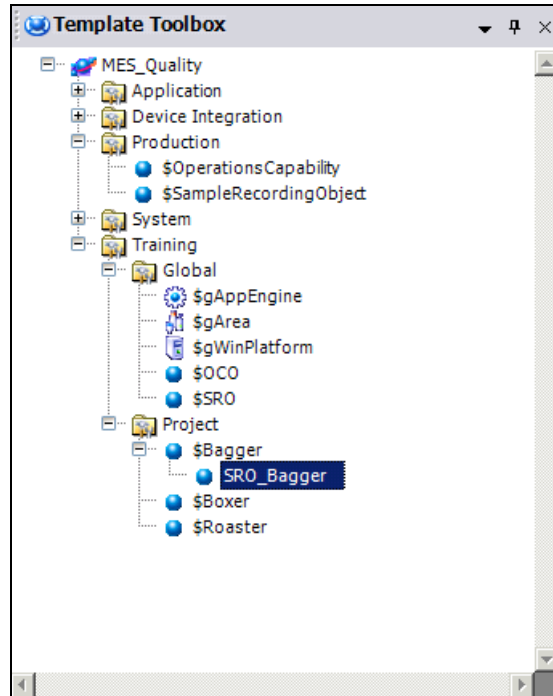 Template Toolbox
MES_Quality
Application
Device Integration
Production
$OperationsCapability
$SampleRecordingObject
System
Training
Global
$gAppEngine
$gArea
$gWinPlatform
$OCO
$SRO
Project
$Bagger
SRO_Bagger
$Boxer
$Roaster